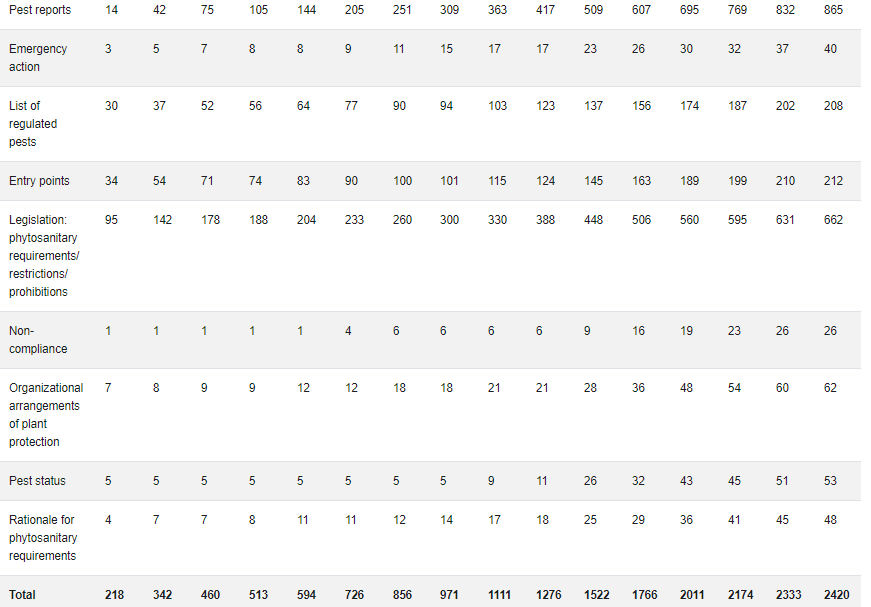 Pest reports 14 42 75 105 144 205 251 309 363 417 509 607 695 769 832 865
Emergency 3 5 7 8 8 9 11 15 17 17 23 26 30 32 37 40
action
List of 30 37 52 56 64 77 90 94 103 123 137 156 174 187 202 208
regulated
pests
Entry points 34 54 71 74 83 90 100 101 115 124 145 163 189 199 210 212
Legislation: 95 142 178 188 204 233 260 300 330 388 448 506 560 595 631 662
phytosanitary
requirements/
restrictions/
prohibitions
Non- 1 1 1 1 1 4 6 6 6 6 9 16 19 23 26 26
compliance
Organizational 7 8 9 9 12 12 18 18 21 21 28 36 48 54 60 62
arrangements
of plant
protection
Pest status 5 5 5 5 5 5 5 5 9 11 26 32 43 45 51 53
Rationale for 4 7 7 8 11 11 12 14 17 18 25 29 36 41 45 48
phytosanitary
requirements
Total 218 342 460 513 594 726 856 971 1111 1276 1522 1766 2011 2174 2333 2420